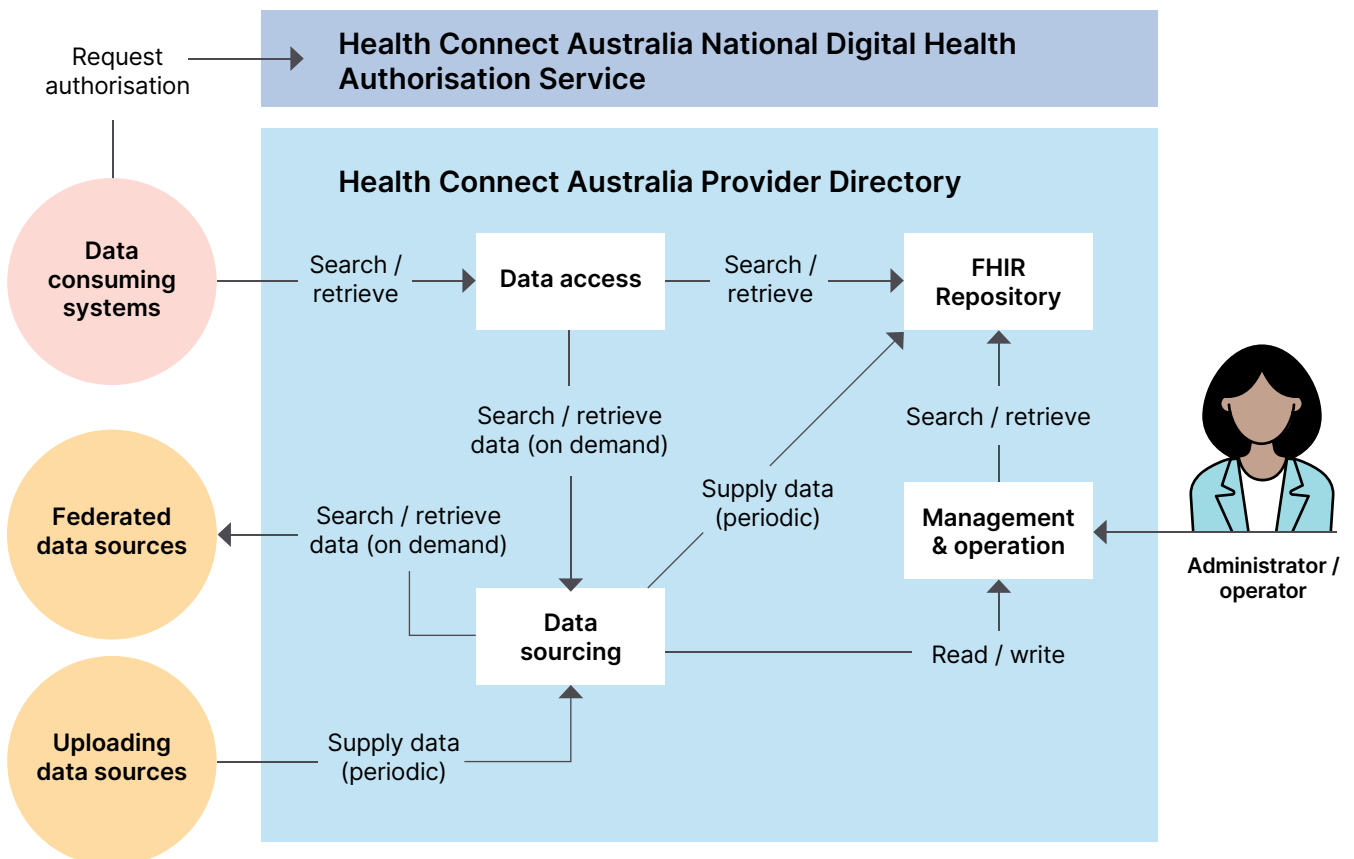 Request
authorisation
Health Connect Australia National Digital Health
Authorisation Service
Health Connect Australia Provider Directory
Data
consuming
systems
Search /
retrieve
Data access
Search /
retrieve
FHIR
Repository
Search / retrieve
data (on demand)
Search / retrieve
Federated
data sources
Search / retrieve
data (on demand)
Supply data
(periodic)
Management
& operation
Administrator /
operator
Data
sourcing
Read / write
Uploading
data sources
Supply data
(periodic)